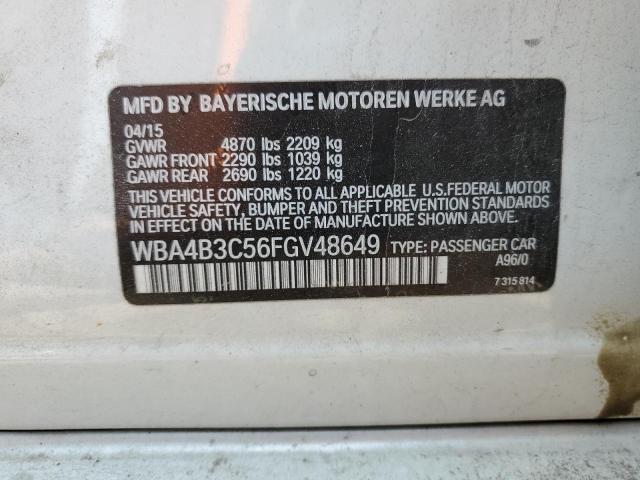 MFD BY BAYERISCHE MOTOREN WERKE AG
04/15
GVWR 4870 lbs 2209 kg
GAWR FRONT 2290 lbs 1039 kg
GAWR REAR 2690 lbs 1220 kg
THIS VEHICLE CONFORMS TO ALL APPLICABLE U.S.FEDERAL MOTOR
VEHICLE SAFETY, BUMPER AND THEFT PREVENTION STANDARDS
IN EFFECT ON THE DATE OF MANUFACTURE SHOWN ABOVE.
WBA4B3C56FGV48649 TYPE: PASSENGER CAR
A96/0
7 315 814